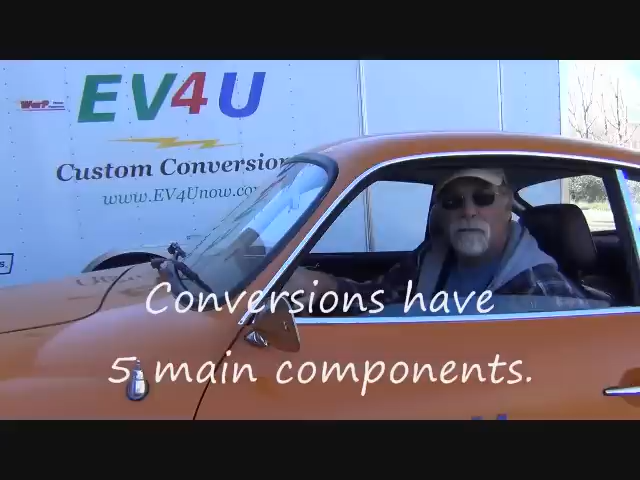 EV4U
Custom Conversion
www.EV4Unow.co
Conversions have
5 main components.